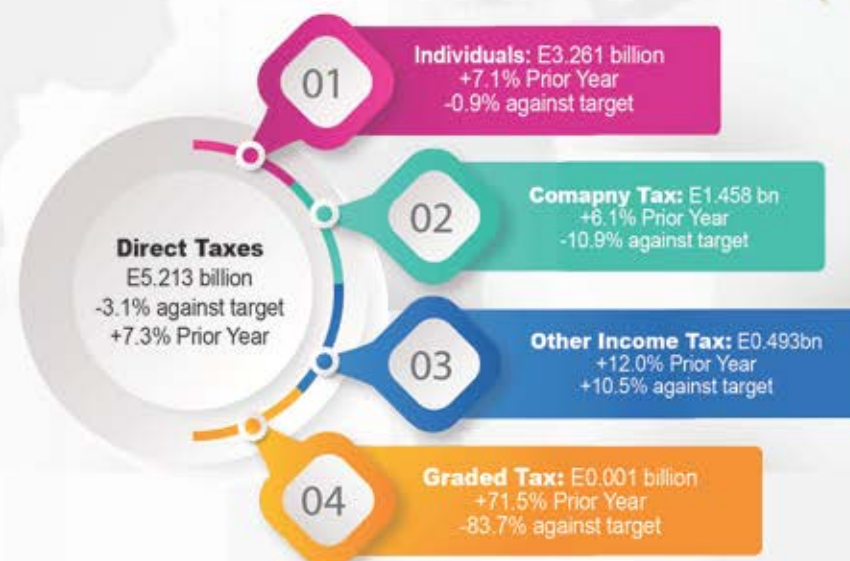 01
Individuals: E3.261 billion
+7.1% Prior Year
-0.9% against target
02
Comapny Tax: E1.458 bn
+6.1% Prior Year
-10.9% against target
Direct Taxes
E5.213 billion
-3.1% against target
+7.3% Prior Year
03
Other Income Tax: E0.493bn
+12.0% Prior Year
+10.5% against target
04
Graded Tax: E0.001 billion
+71.5% Prior Year
-83.7% against target